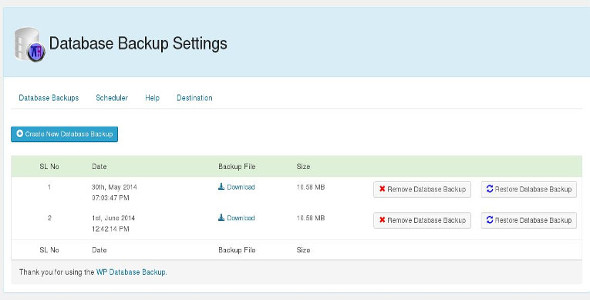 Database Backup Settings
Database Backups Scheduler Help Destination
Create New Database Backup
SL No Date Backup File Size
1 30th, May 2014 07:03:47 PM Download 10.58 MB Remove Database Backup Restore Database Backup
2 1st, June 2014 12:42:14 PM Download 10.58 MB Remove Database Backup Restore Database Backup
SL No Date Backup File Size
Thank you for using the WP Database Backup.